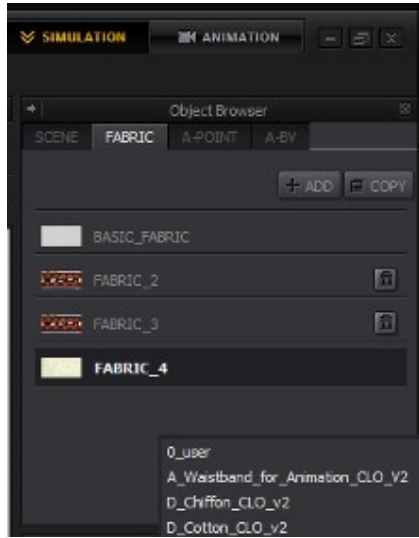 SIMULATION ANIMATION
Object Browser
SCENE FABRIC A-POINT A-BV
+ ADD COPY
BASIC_FABRIC
FABRIC_2
FABRIC_3
FABRIC_4
0_user
A_Waistband_for_Animation_CLO_V2
D_Chiffon_CLO_v2
D_Cotton_CLO_v2